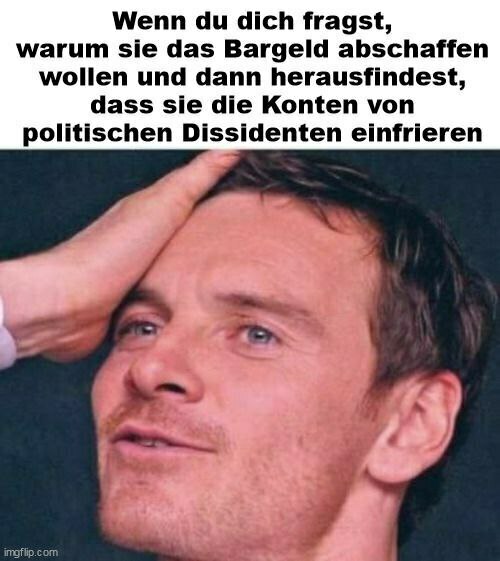 Wenn du dich fragst,
warum sie das Bargeld abschaffen
wollen und dann herausfindest,
dass sie die Konten von
politischen Dissidenten einfrieren
imgflip.com